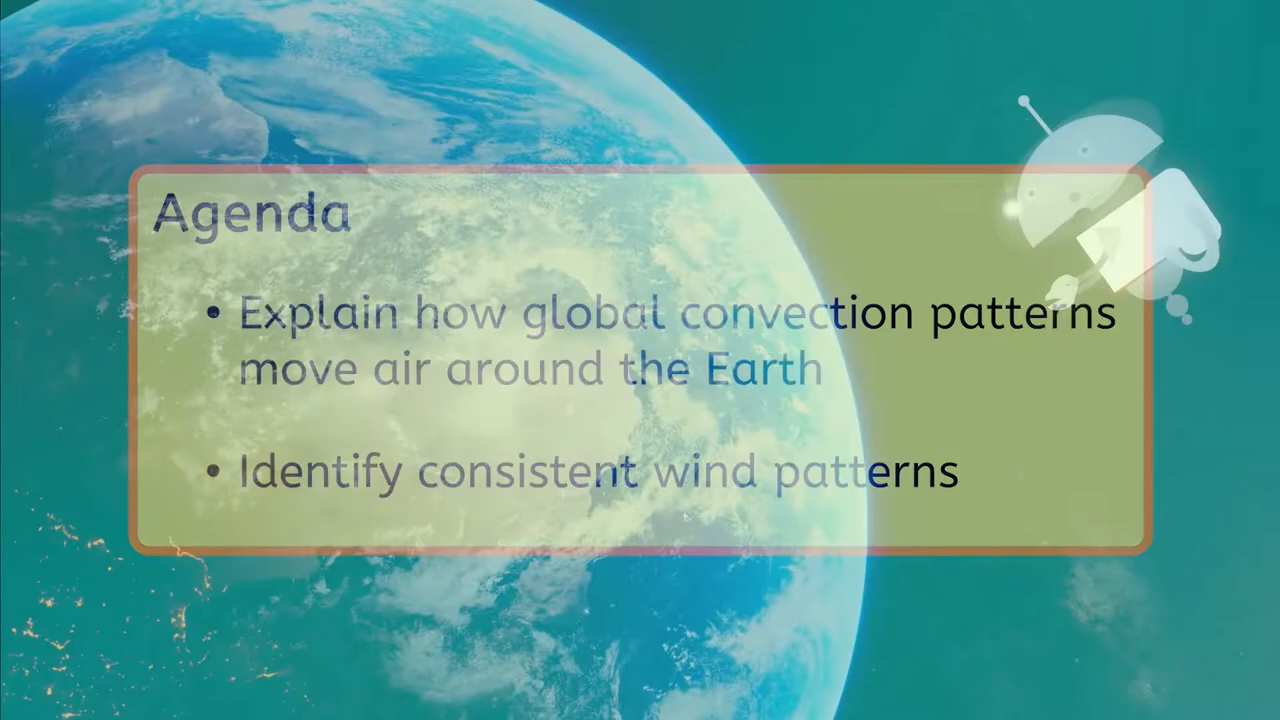 Agenda
• Explain how global convection patterns
move air around the Earth
• Identify consistent wind patterns